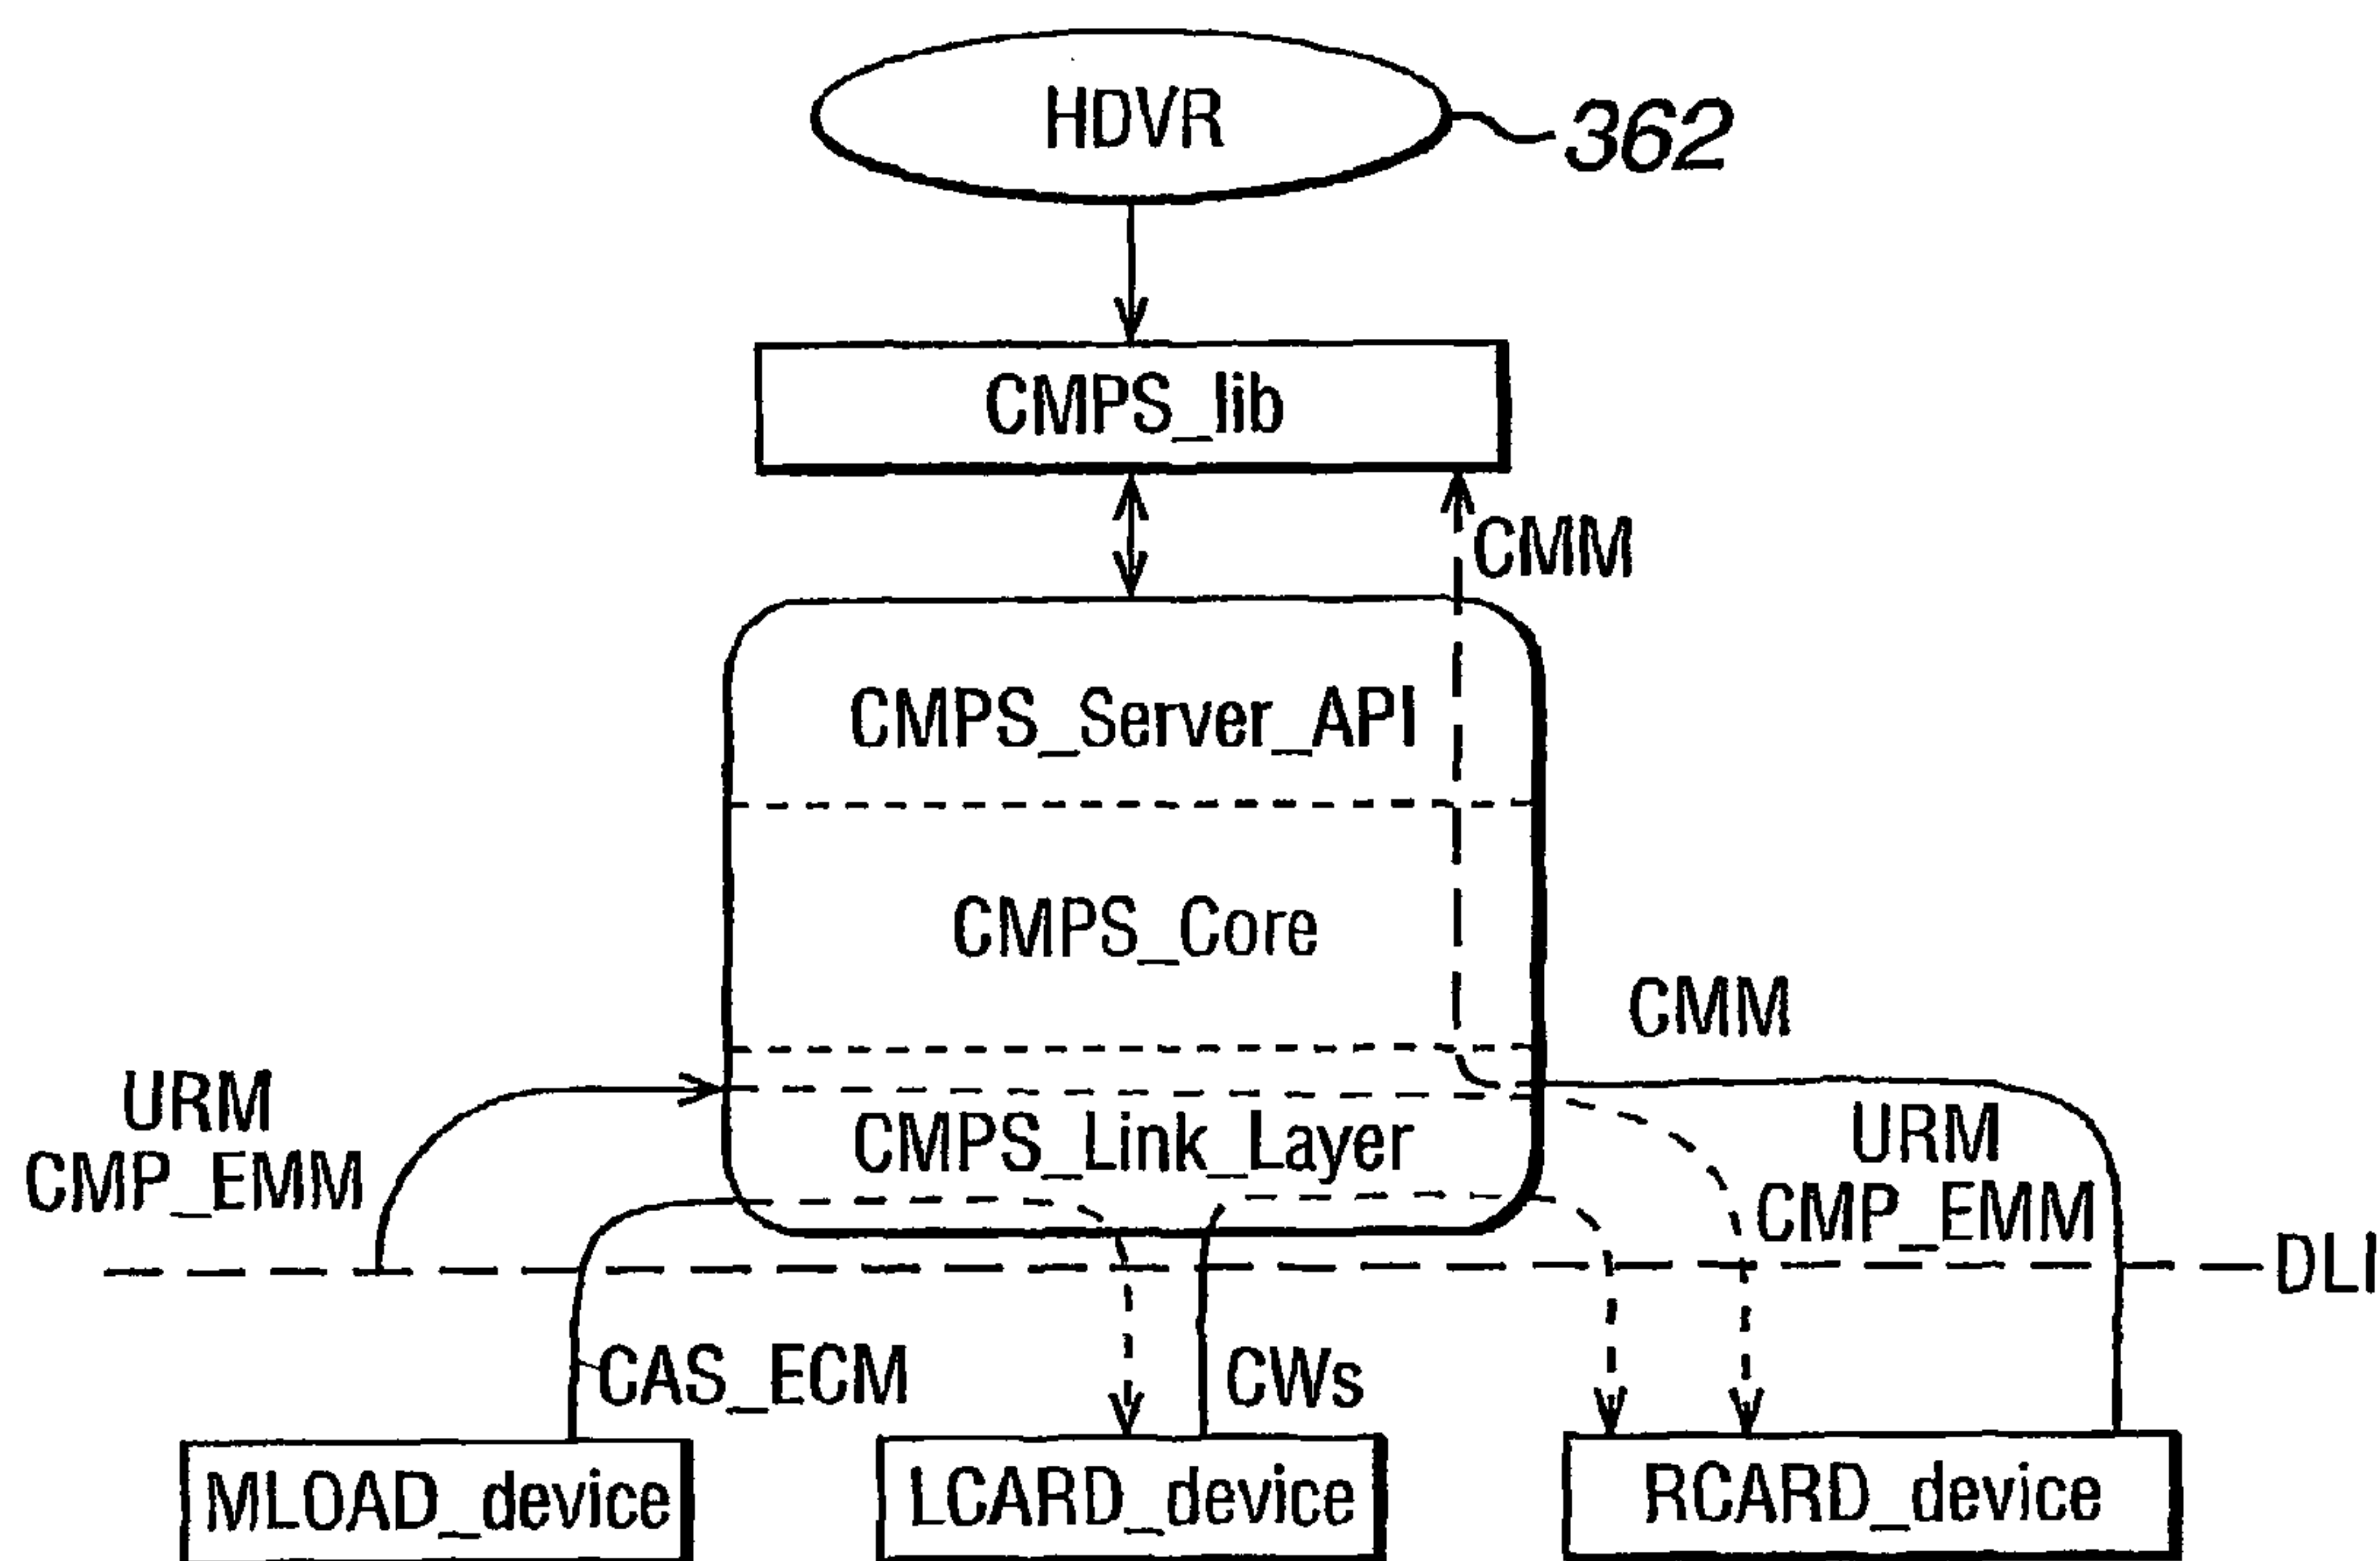 HDVR
362
CMPS_lib
CMM
CMPS_Server_API
CMPS_Core
CMM
URM
CMP_EMM
CMPS_Link_Layer
URM
CMP_EMM
DLI
CAS_ECM
CWs
MLOAD_device
LCARD_device
RCARD_device